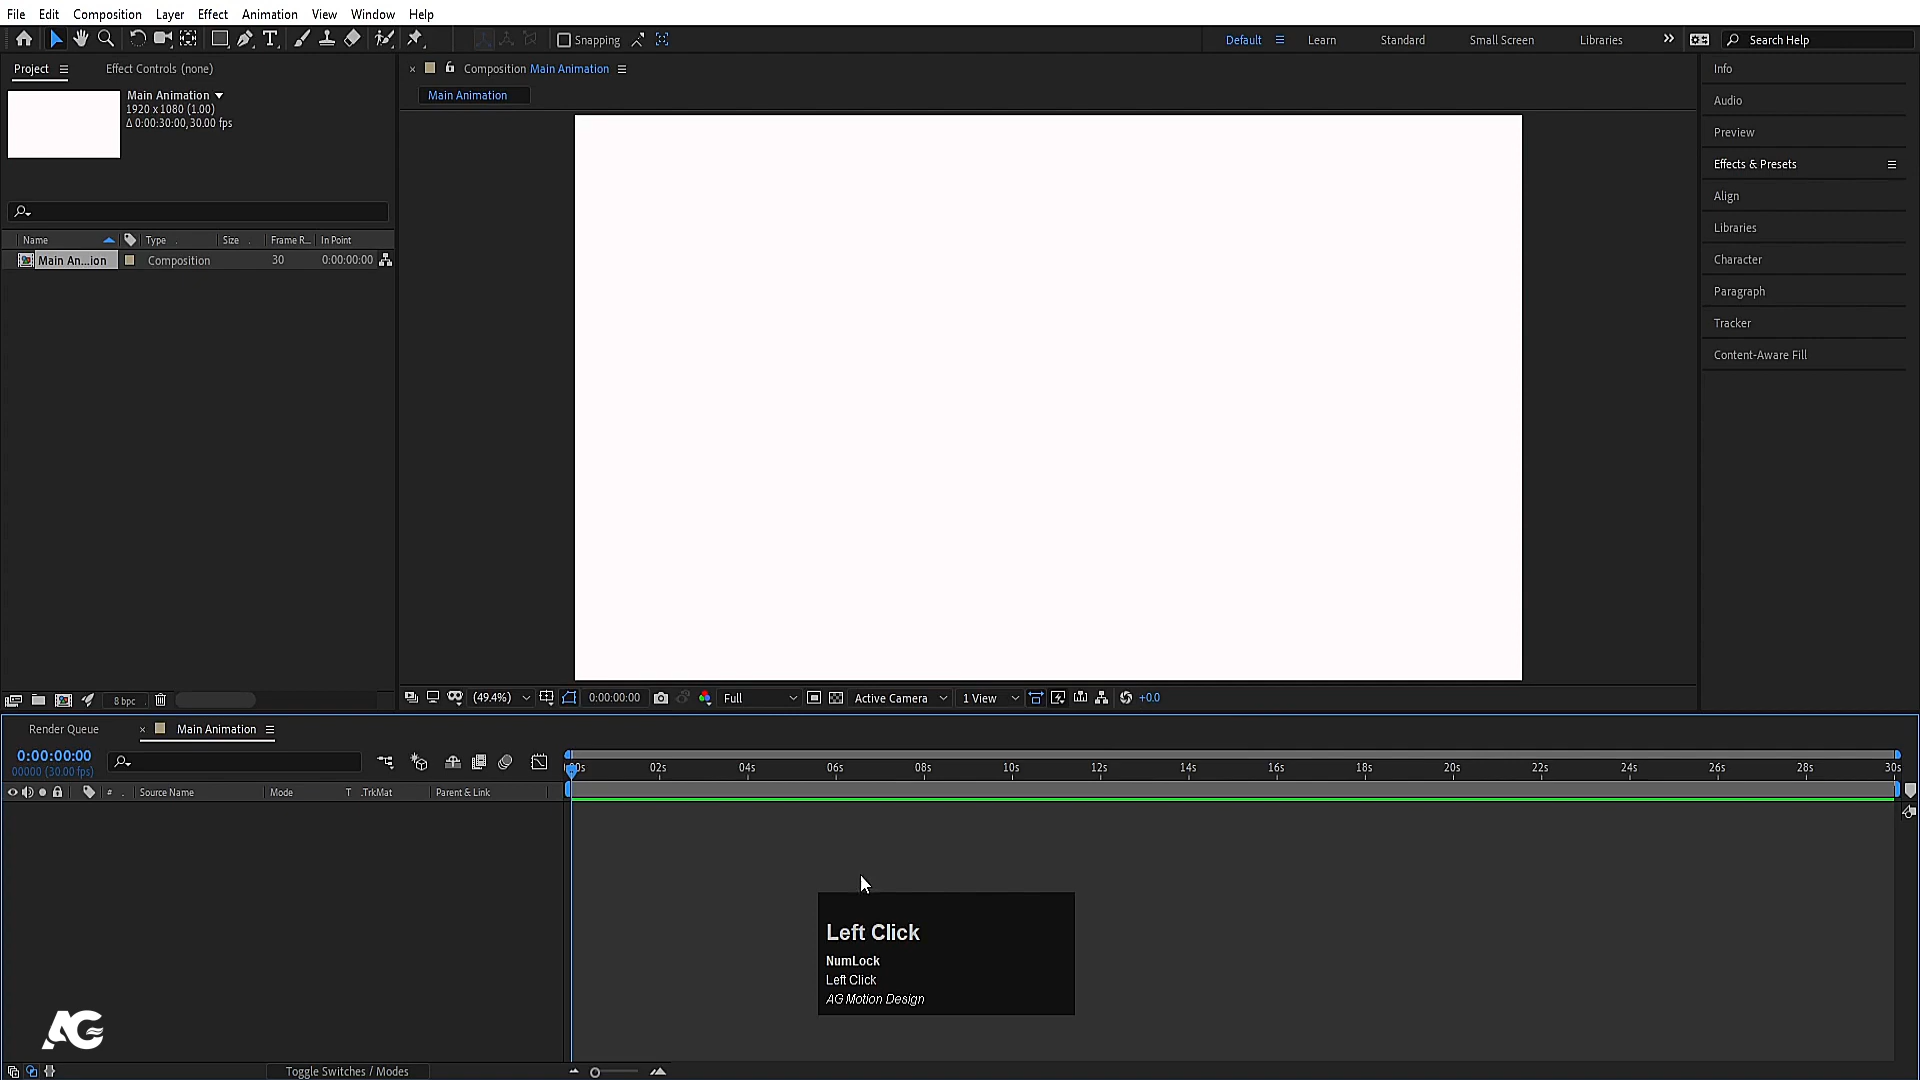 File Edit Composition Layer Effect Animation View Window Help
Snapping
Default Learn Standard Small Screen Libraries Search Help
Project Effect Controls (none)
Composition Main Animation
Main Animation
Main Animation
1920 x 1080 (1.00)
Δ 0:00:30:00, 30.00 fps
Name Type Size Frame R... In Point
Main An...ion Composition 30 0:00:00:00
Info
Audio
Preview
Effects & Presets
Align
Libraries
Character
Paragraph
Tracker
Content-Aware Fill
8 bpc
(49.4%) 0:00:00:00 Full Active Camera 1 View +0.0
Render Queue Main Animation
0:00:00:00
00000 (30.00 fps)
02s 04s 06s 08s 10s 12s 14s 16s 18s 20s 22s 24s 26s 28s 30s
# Source Name Mode T .TrkMat Parent & Link
Left Click
NumLock
Left Click
AG Motion Design
AG
Toggle Switches / Modes